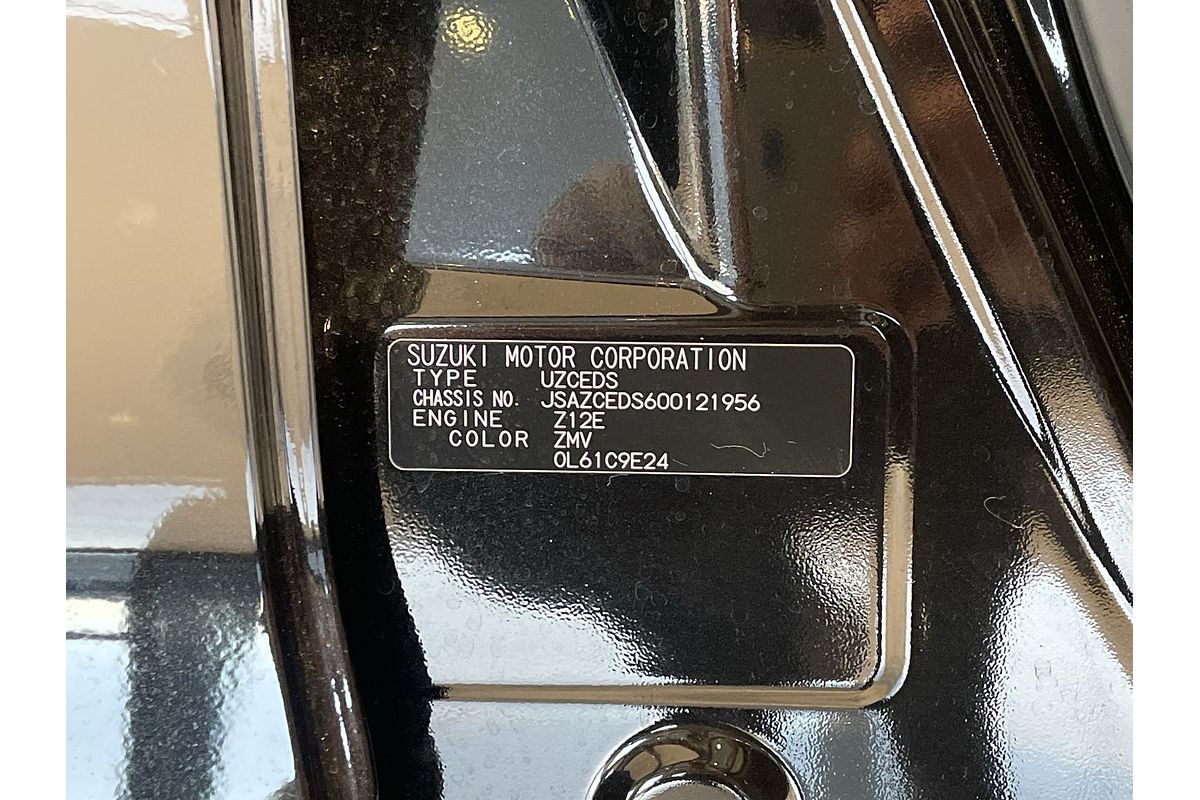 SUZUKI MOTOR CORPORATION
TYPE UZCEDS
CHASSIS NO. JSAZCEDS600121956
ENGINE Z12E
COLOR ZMV
0L61C9E24